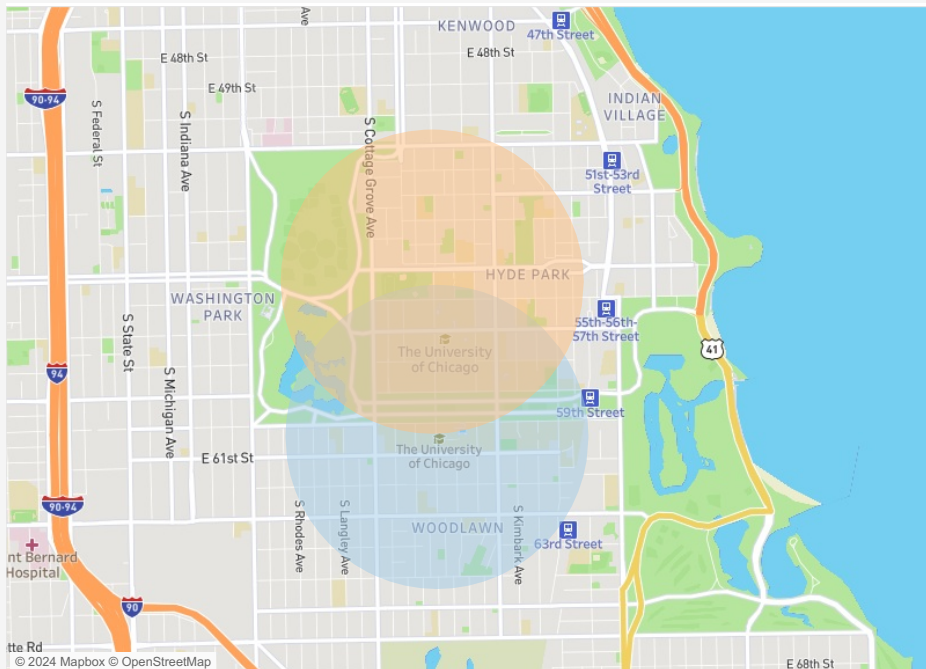 Ave
KENWOOD
47th Street
E 48th St
E 48th St
E 49th St
90-94
INDIAN
VILLAGE
S Federal St
S Indiana Ave
S Cottage Grove Ave
51st-53rd
Street
HYDE PARK
WASHINGTON
PARK
55th-56th-
57th Street
S State St
The University
of Chicago
41
94
S Michigan Ave
59th Street
The University
of Chicago
E 61st St
90-94
S Rhodes Ave
S Langley Ave
S Kimbark Ave
WOODLAWN
63rd Street
nt Bernard
Hospital
90
tte Rd
© 2024 Mapbox © OpenStreetMap
E 68th St